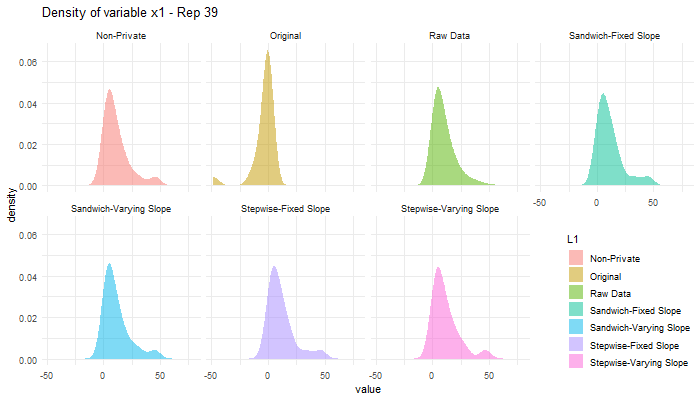 Density of variable x1 - Rep 39
Non-Private Original Raw Data Sandwich-Fixed Slope
0.06
0.04
0.02
0.00
-50 0 50
density
Sandwich-Varying Slope Stepwise-Fixed Slope Stepwise-Varying Slope
0.06
0.04
0.02
0.00
-50 0 50 -50 0 50 -50 0 50
value
L1
Non-Private
Original
Raw Data
Sandwich-Fixed Slope
Sandwich-Varying Slope
Stepwise-Fixed Slope
Stepwise-Varying Slope